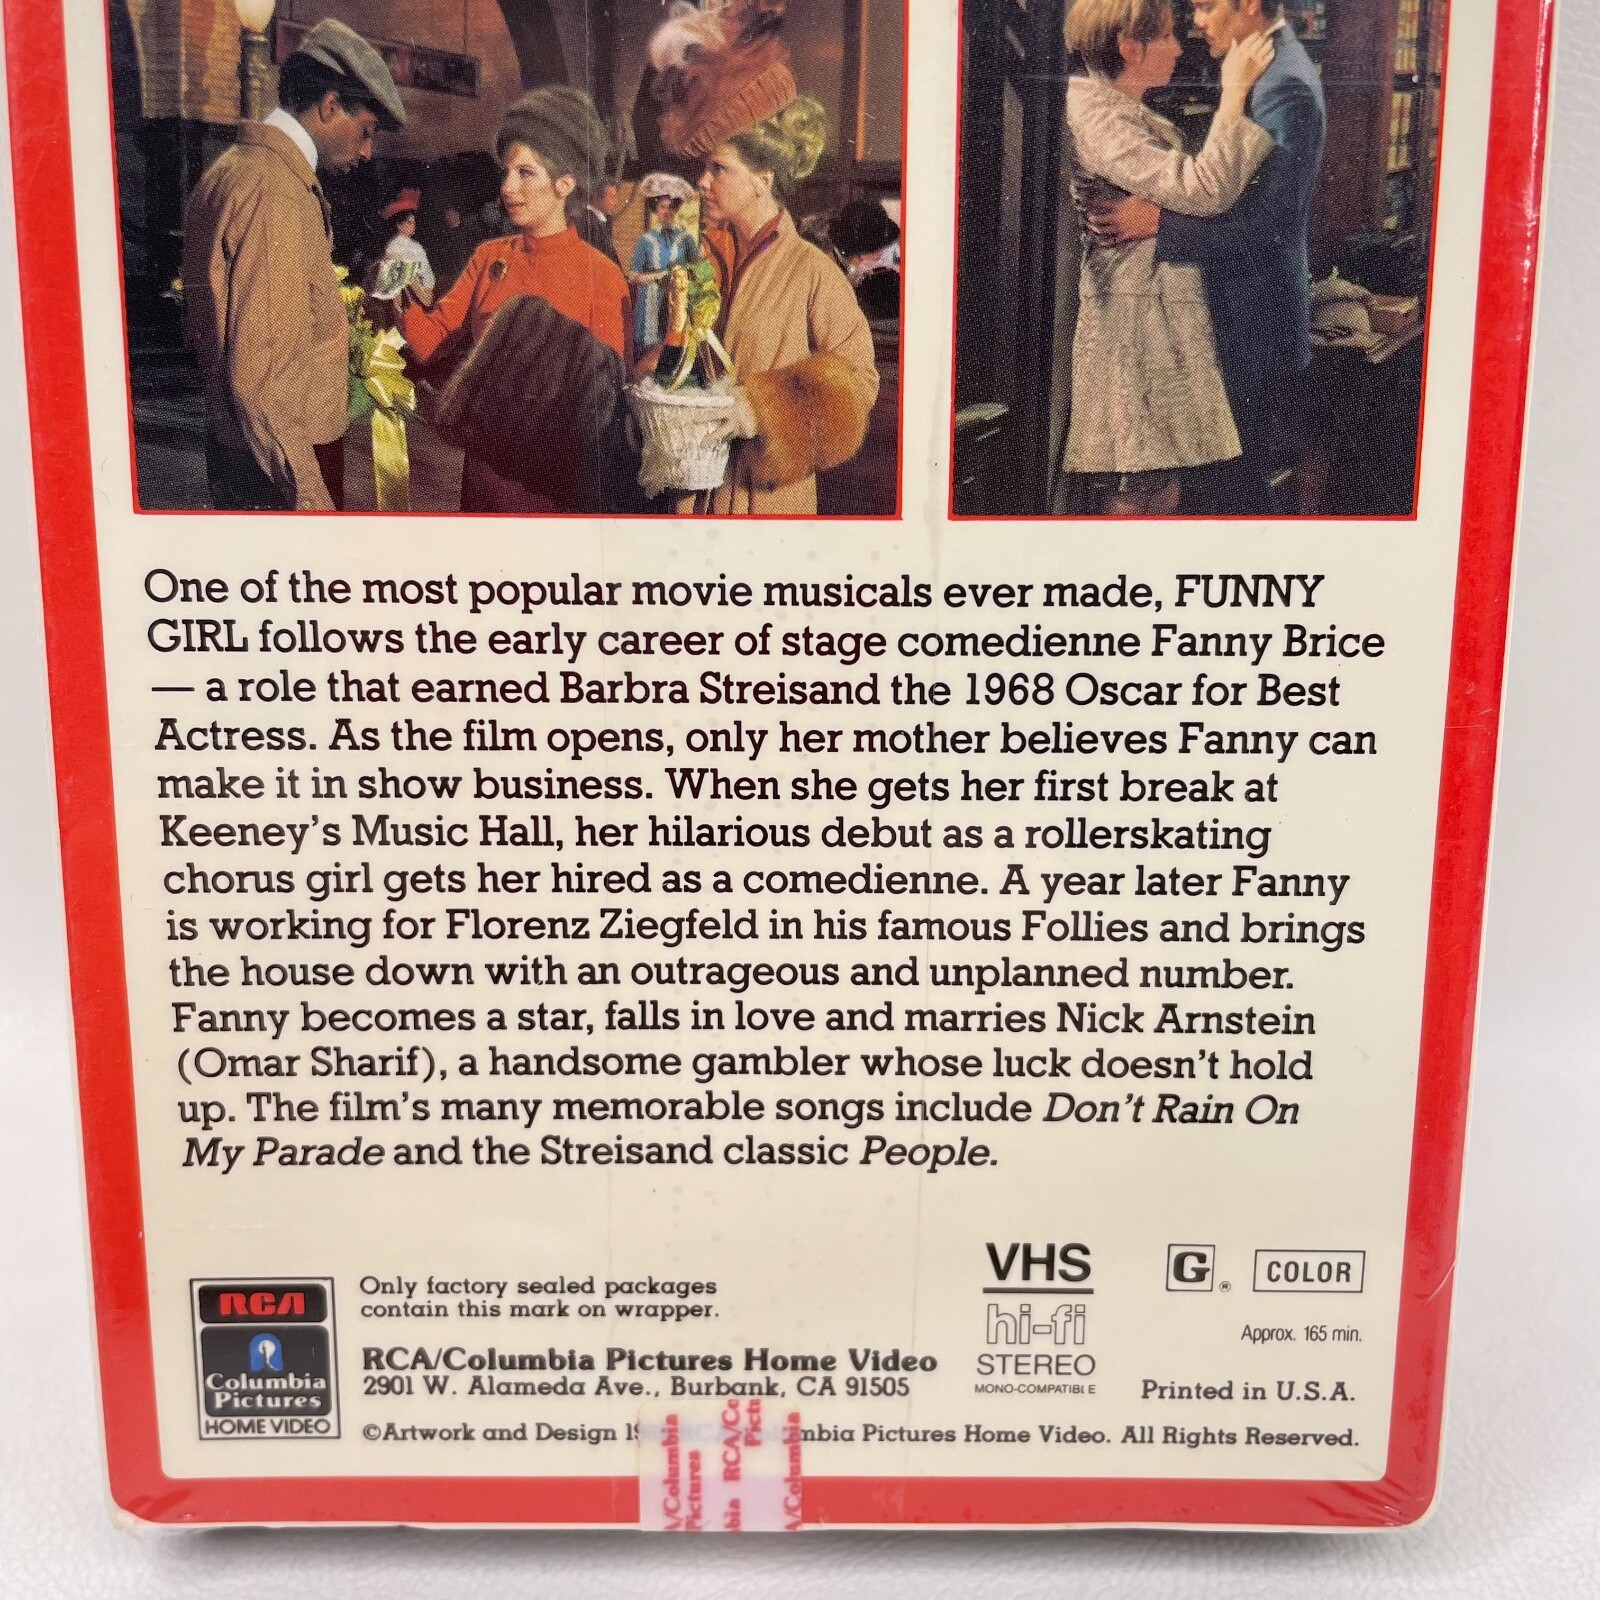 One of the most popular movie musicals ever made, FUNNY
GIRL follows the early career of stage comedienne Fanny Brice
— a role that earned Barbra Streisand the 1968 Oscar for Best
Actress. As the film opens, only her mother believes Fanny can
make it in show business. When she gets her first break at
Keeney's Music Hall, her hilarious debut as a rollerskating
chorus girl gets her hired as a comedienne. A year later Fanny
is working for Florenz Ziegfeld in his famous Follies and brings
the house down with an outrageous and unplanned number.
Fanny becomes a star, falls in love and marries Nick Arnstein
(Omar Sharif), a handsome gambler whose luck doesn't hold
up. The film's many memorable songs include Don't Rain On
My Parade and the Streisand classic People.
RCA
Columbia
Pictures
HOME VIDEO
Only factory sealed packages
contain this mark on wrapper.
RCA/Columbia Pictures Home Video
2901 W. Alameda Ave., Burbank, CA 91505
©Artwork and Design mbia Pictures Home Video. All Rights Reserved.
VHS
hi-fi
STEREO
MONO-COMPATIBLE
G ®
COLOR
Approx. 165 min.
Printed in U.S.A.
A/Columbia
Pictures
bia RCA/Co
Pictu
A/Columbia